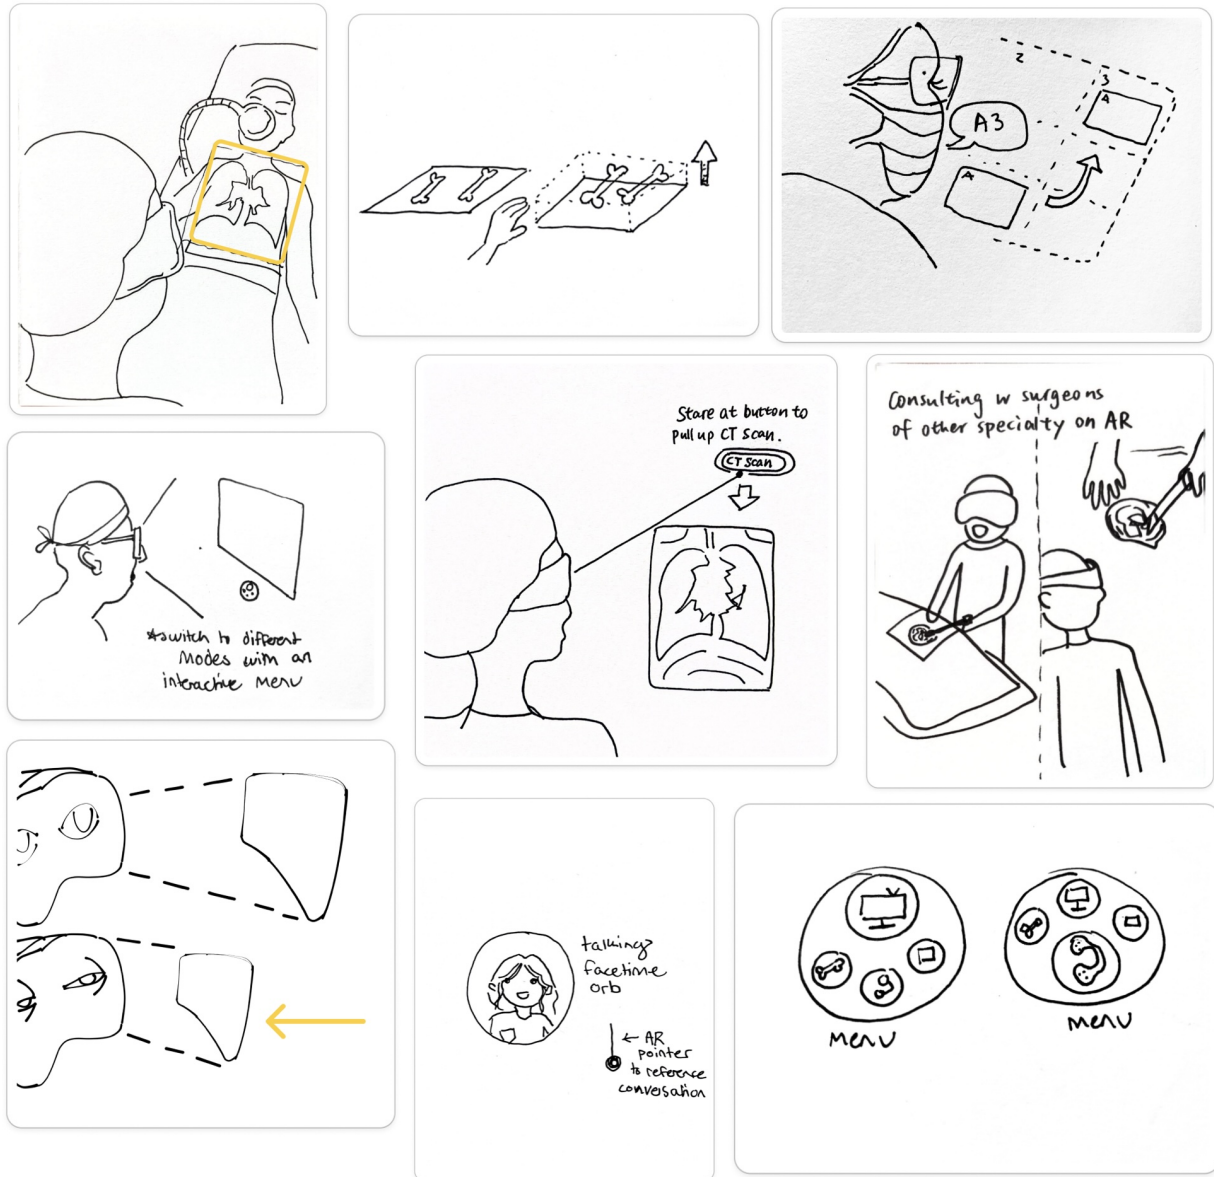 2
3
A
A3
A
Stare at button to
pull up CT Scan.
CT Scan
Consulting w surgeons
of other specialty on AR
*switch to different
Modes with an
interactive Menu
talking?
facetime
orb
← AR
pointer
to reference
conversation
Menu
Menu